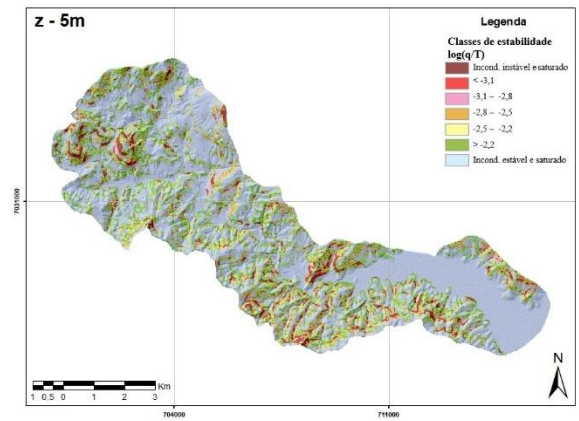 z - 5m
Legenda
Classes de estabilidade
log(q/T)
Incond. instável e saturado
< -3,1
-3,1 – -2,8
-2,8 – -2,5
-2,5 – -2,2
> -2,2
Incond. estável e saturado
7031000
N
Km
1 0.5 0 1 2 3
704000
711000